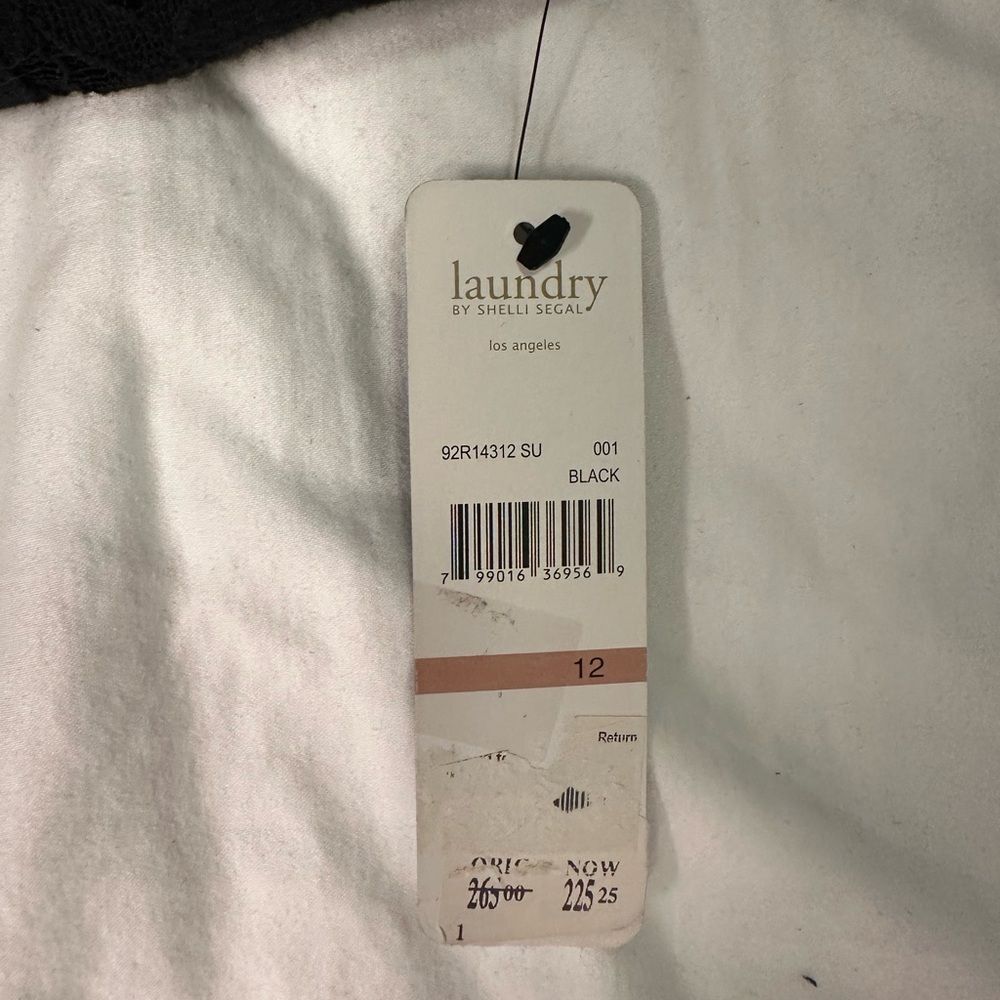 laundry
BY SHELLI SEGAL
los angeles
92R14312 SU 001
BLACK
7 99016 36956 9
12
Return
ORIG NOW
265 00 225 25
1